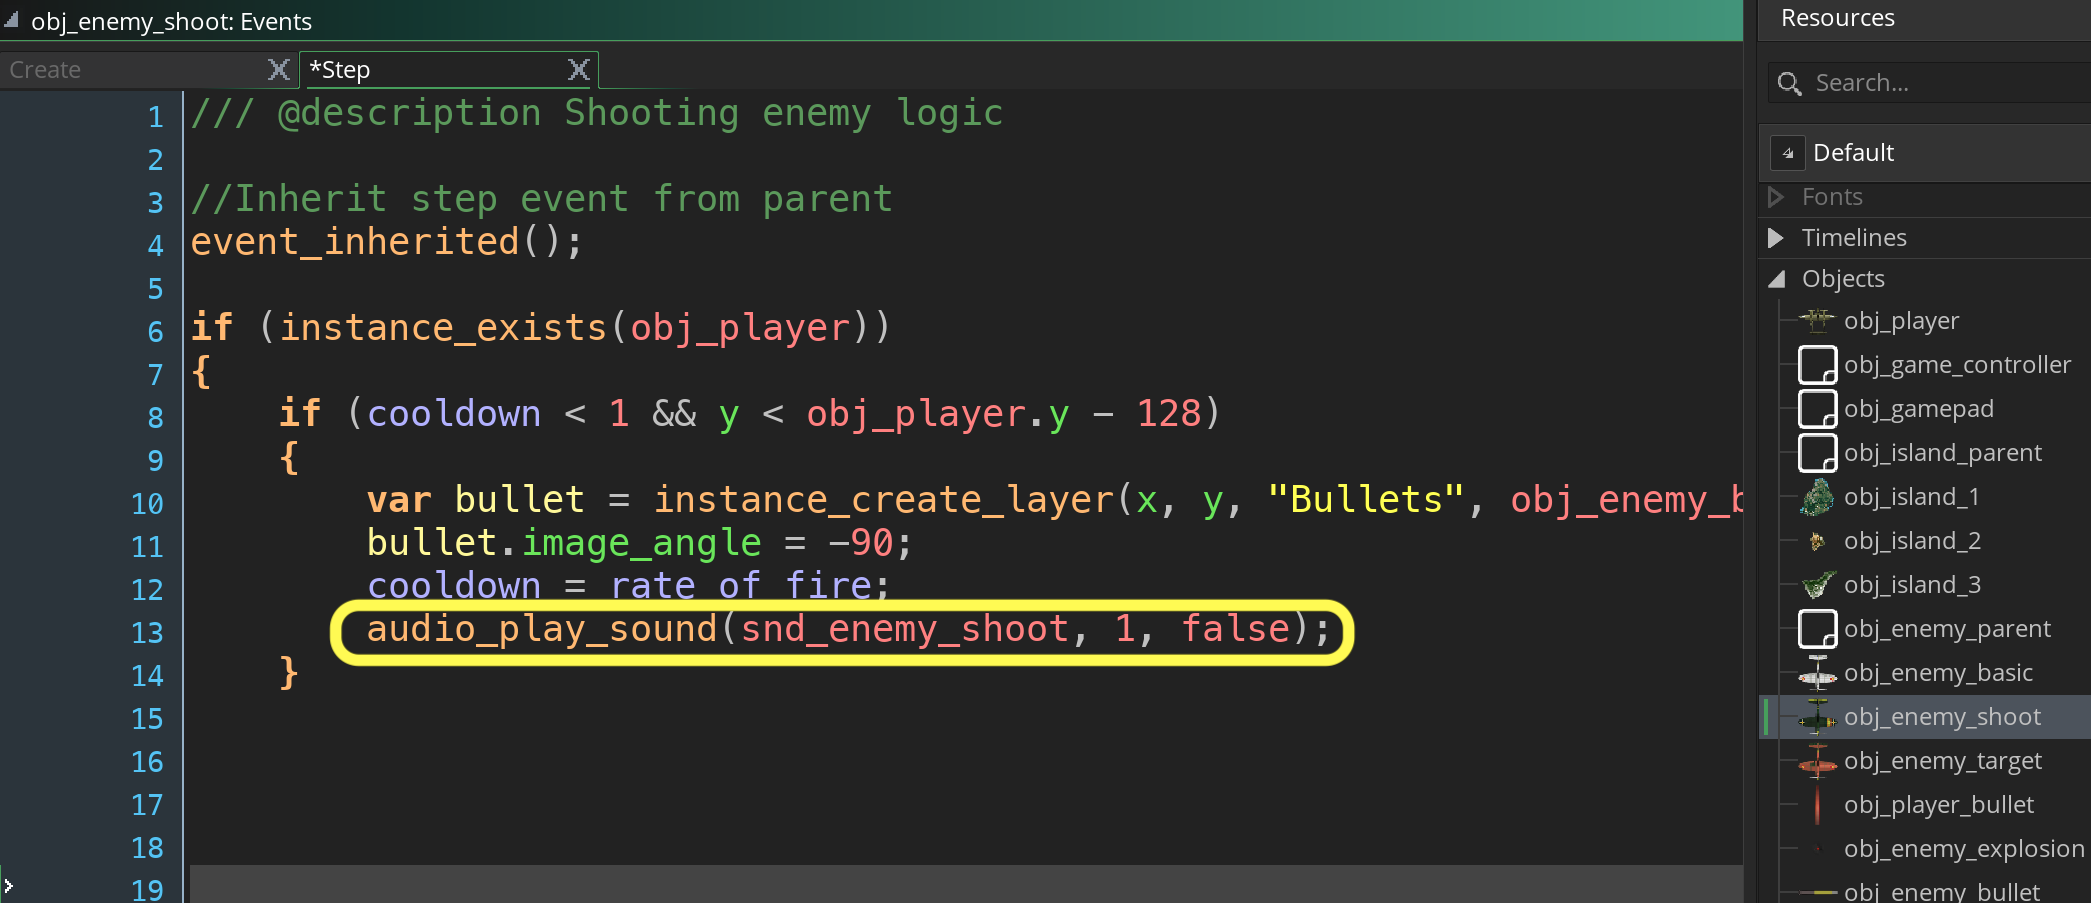 obj_enemy_shoot: Events
Create
*Step
1 /// @description Shooting enemy logic
2
3 //Inherit step event from parent
4 event_inherited();
5
6 if (instance_exists(obj_player))
7 {
8 if (cooldown < 1 && y < obj_player.y - 128)
9 {
10 var bullet = instance_create_layer(x, y, "Bullets", obj_enemy_b
11 bullet.image_angle = -90;
12 cooldown = rate_of_fire;
13 audio_play_sound(snd_enemy_shoot, 1, false);
14 }
15
16
17
18
19
Resources
Search...
Default
Fonts
Timelines
Objects
obj_player
obj_game_controller
obj_gamepad
obj_island_parent
obj_island_1
obj_island_2
obj_island_3
obj_enemy_parent
obj_enemy_basic
obj_enemy_shoot
obj_enemy_target
obj_player_bullet
obj_enemy_explosion
obj_enemy_bullet